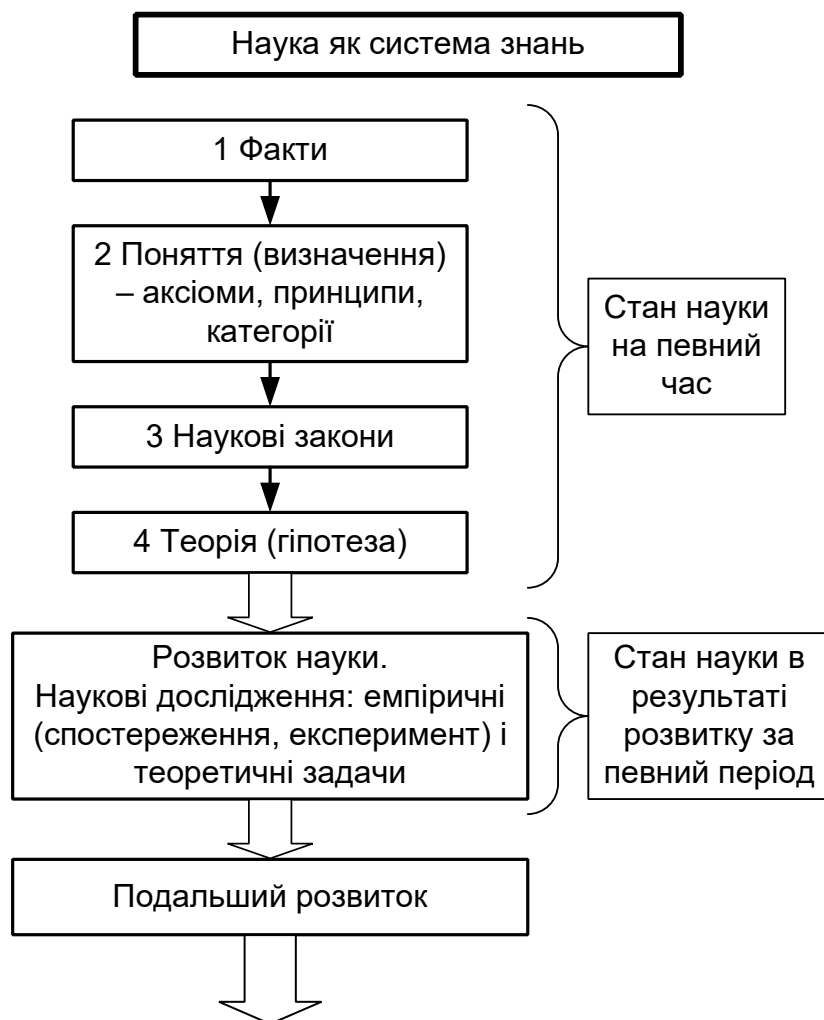 Наука як система знань
1 Факти
2 Поняття (визначення)
– аксіоми, принципи,
категорії
3 Наукові закони
4 Теорія (гіпотеза)
Стан науки
на певний
час
Розвиток науки.
Наукові дослідження: емпіричні
(спостереження, експеримент) і
теоретичні задачи
Стан науки в
результаті
розвитку за
певний період
Подальший розвиток